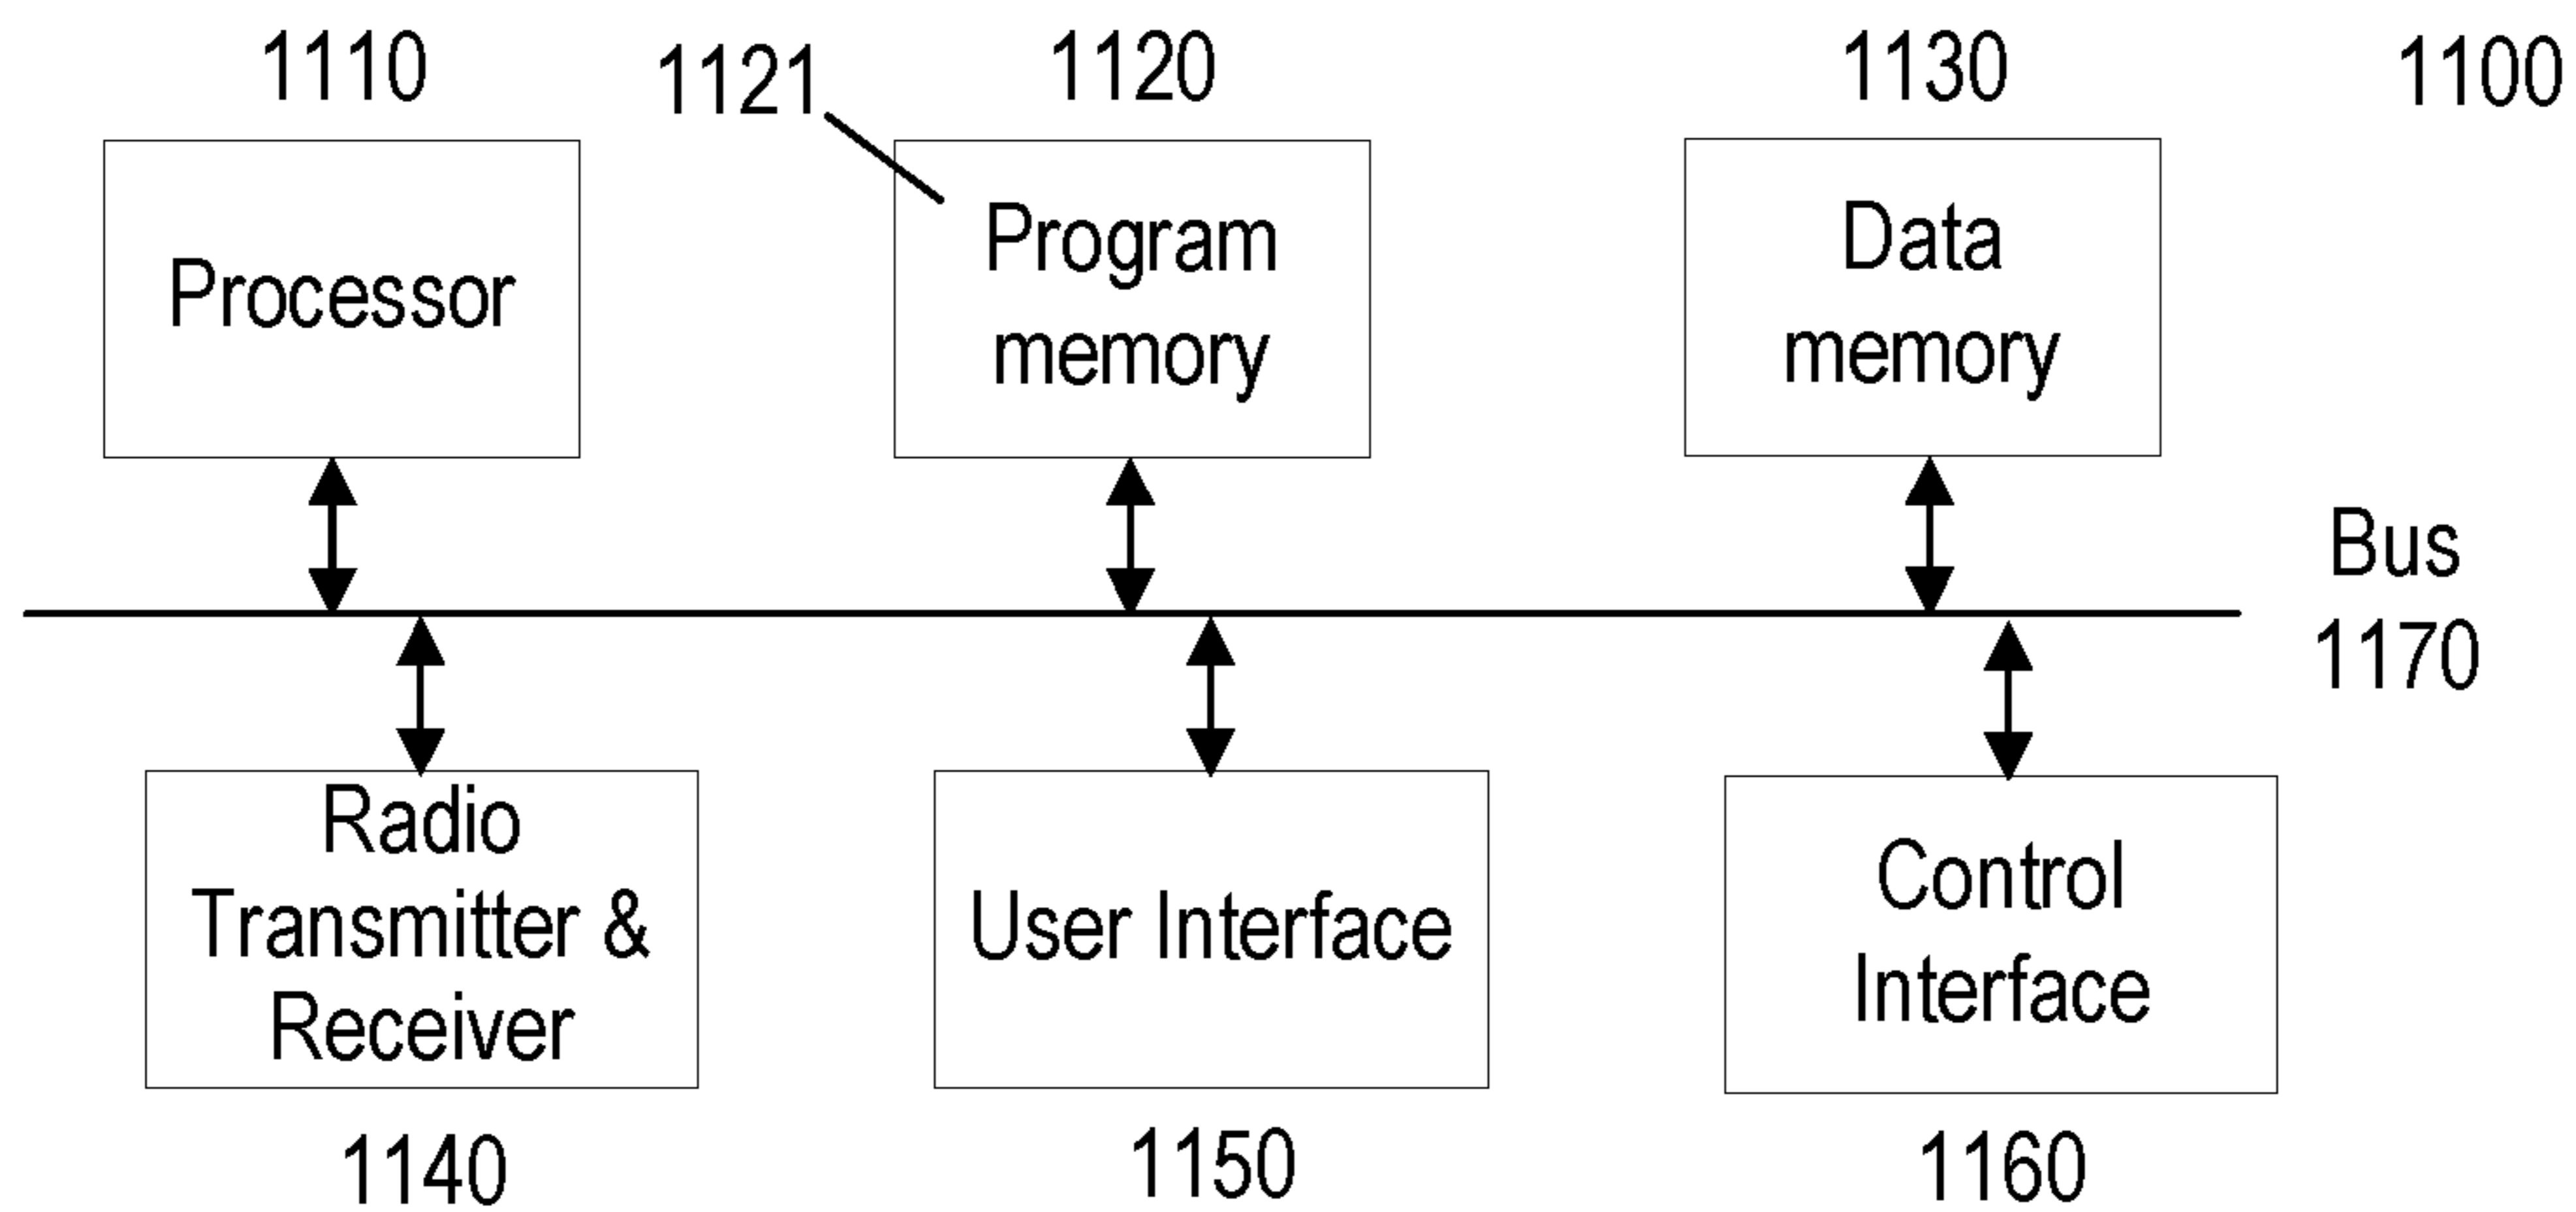 1110
1121
1120
1130
1100
Processor
Program
memory
Data
memory
Bus
1170
Radio
Transmitter &
Receiver
User Interface
Control
Interface
1140
1150
1160